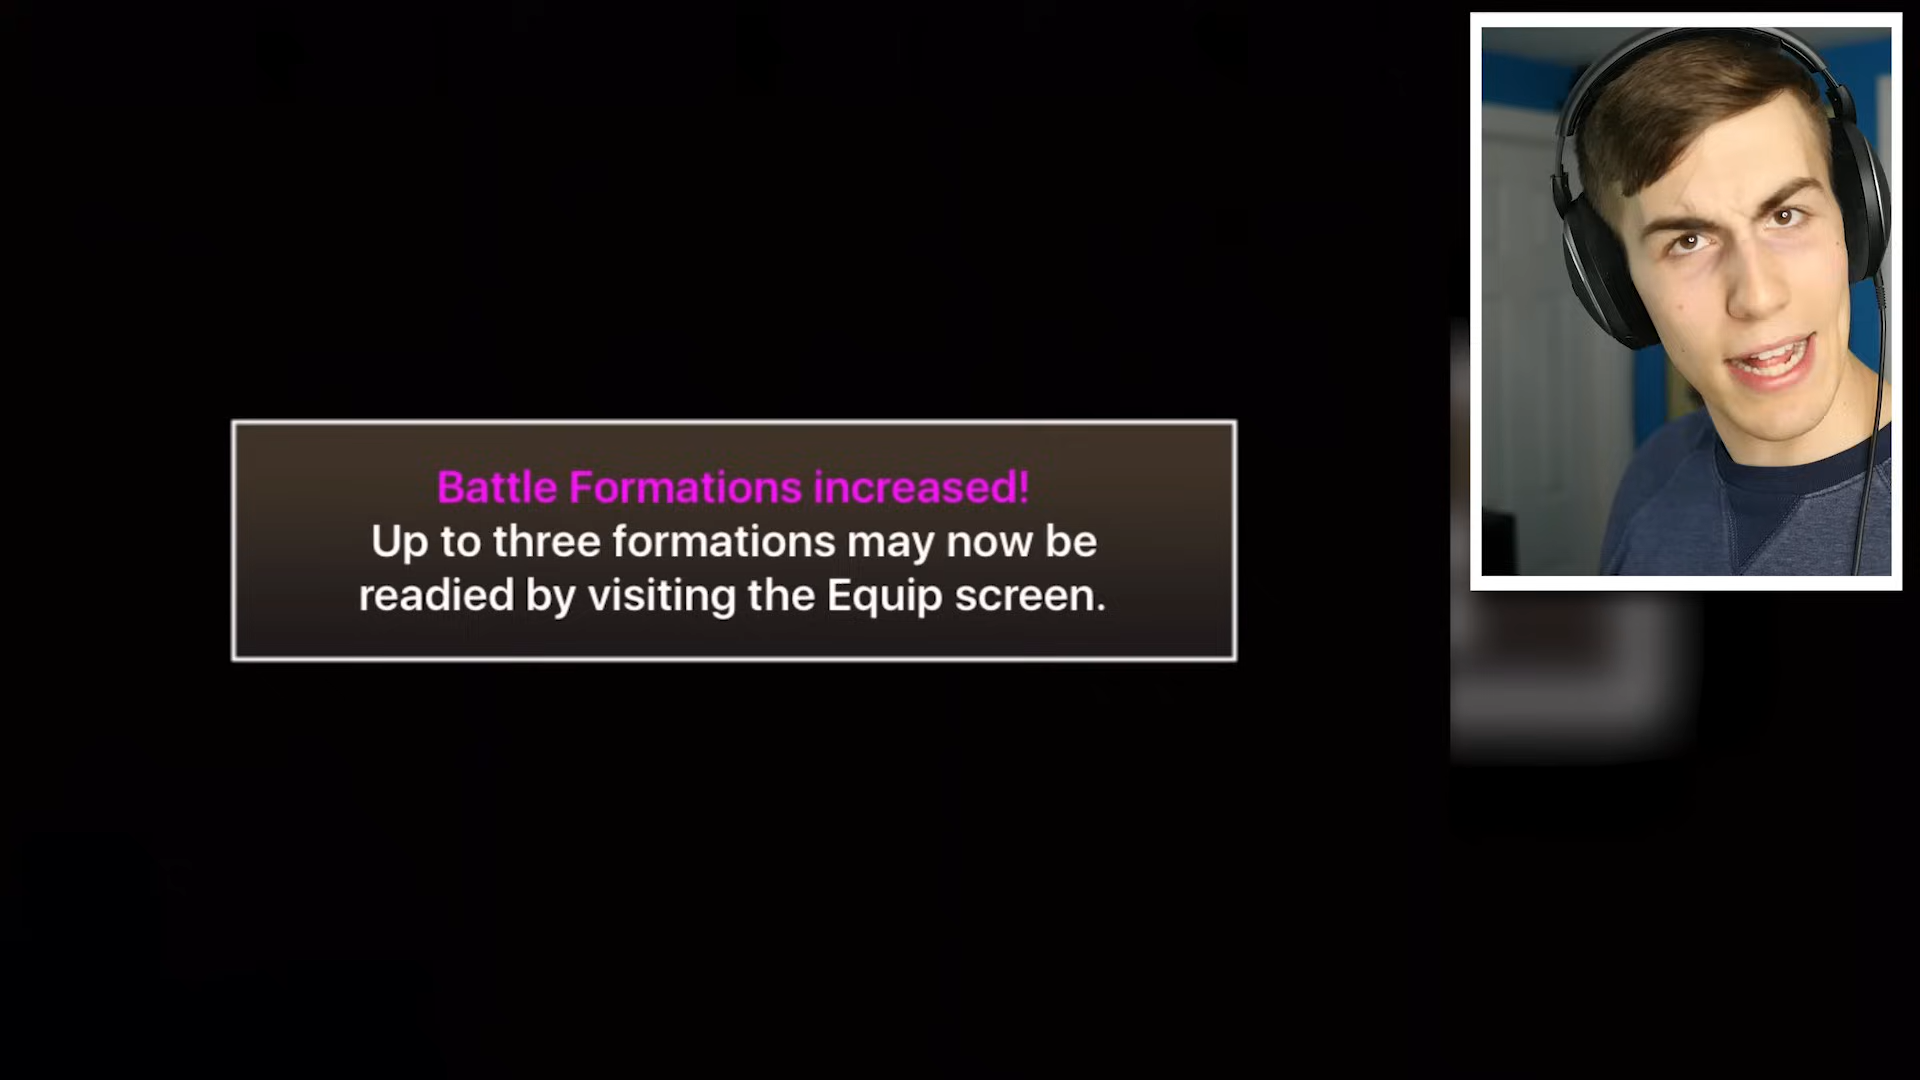 Battle Formations increased!
Up to three formations may now be
readied by visiting the Equip screen.